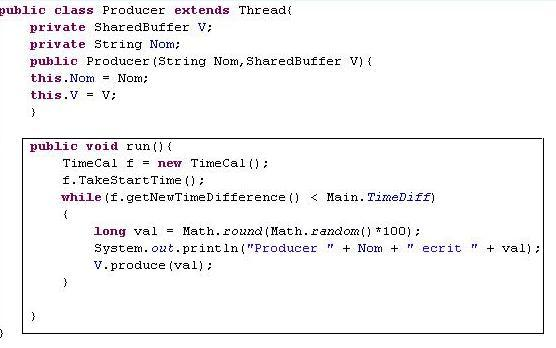 public class Producer extends Thread{
private SharedBuffer V;
private String Nom;
public Producer(String Nom,SharedBuffer V){
this.Nom = Nom;
this.V = V;
}
public void run(){
TimeCal f = new TimeCal();
f.TakeStartTime();
while(f.getNewTimeDifference() < Main.TimeDiff)
{
long val = Math.round(Math.random()*100);
System.out.println("Producer " + Nom + " ecrit " + val);
V.produce(val);
}
}
}